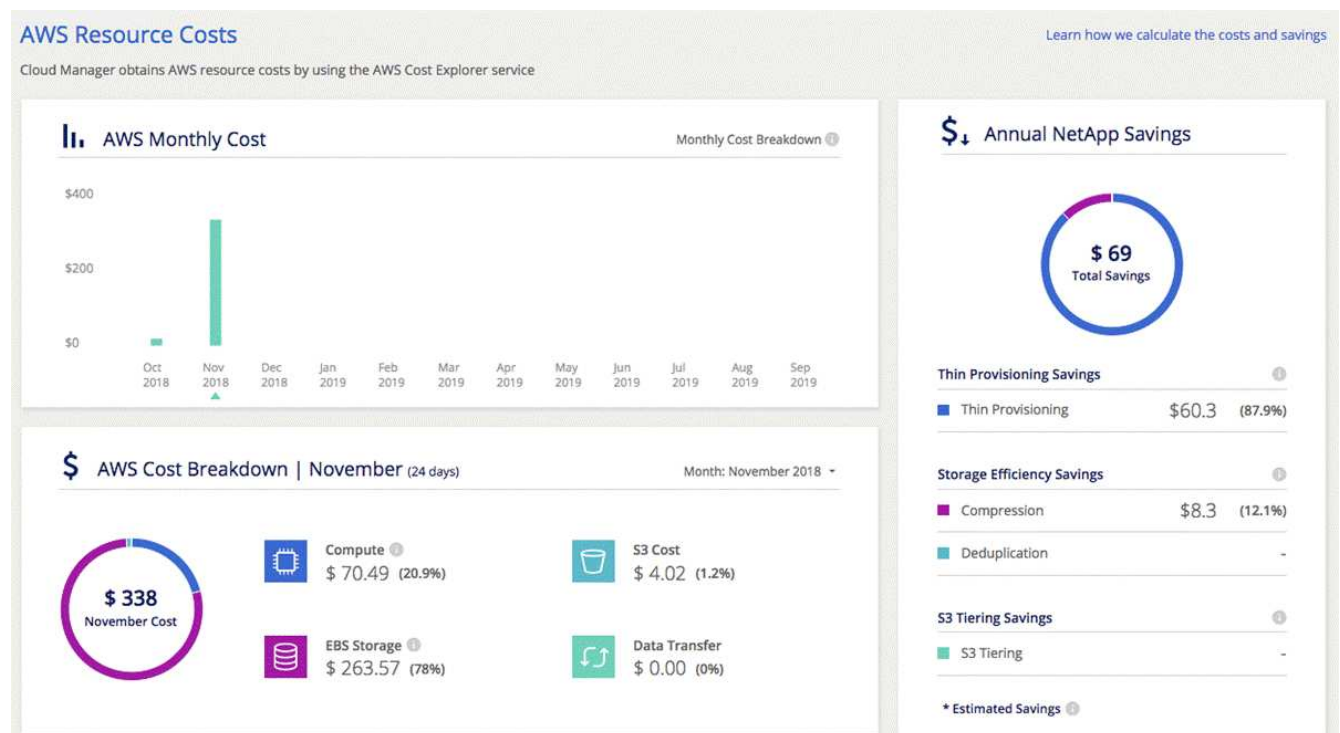 AWS Resource Costs
Learn how we calculate the costs and savings
Cloud Manager obtains AWS resource costs by using the AWS Cost Explorer service
AWS Monthly Cost
Monthly Cost Breakdown
$400
$200
$0
Oct Nov Dec Jan Feb Mar Apr May Jun Jul Aug Sep
2018 2018 2018 2019 2019 2019 2019 2019 2019 2019 2019 2019
AWS Cost Breakdown | November (24 days)
Month: November 2018
$ 338
November Cost
Compute
$ 70.49 (20.9%)
S3 Cost
$ 4.02 (1.2%)
EBS Storage
$ 263.57 (78%)
Data Transfer
$ 0.00 (0%)
Annual NetApp Savings
$ 69
Total Savings
Thin Provisioning Savings
Thin Provisioning $60.3 (87.9%)
Storage Efficiency Savings
Compression $8.3 (12.1%)
Deduplication -
S3 Tiering Savings
S3 Tiering -
* Estimated Savings